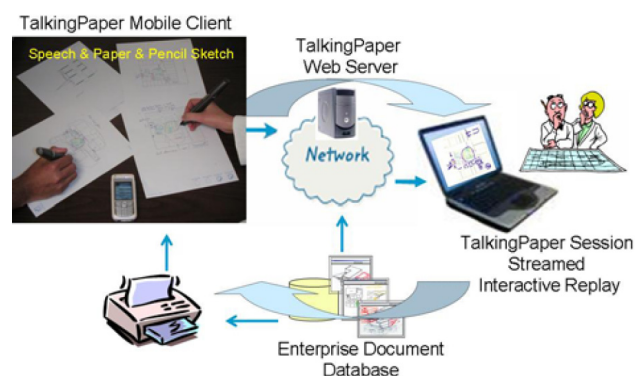 TalkingPaper Mobile Client
Speech & Paper & Pencil Sketch
TalkingPaper
Web Server
Network
TalkingPaper Session
Streamed
Interactive Replay
Enterprise Document
Database